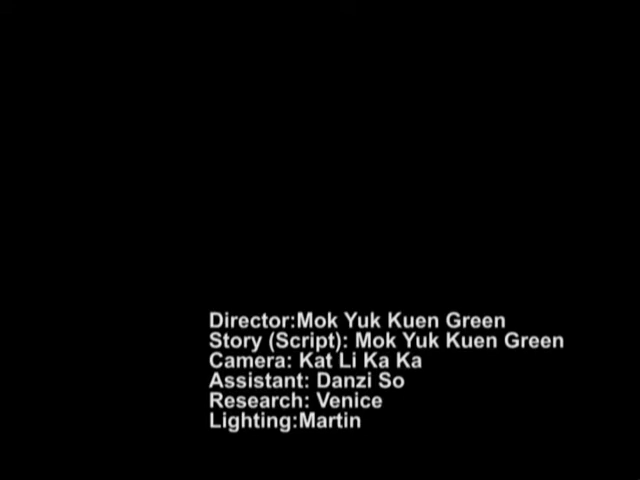 Director:Mok Yuk Kuen Green
Story (Script): Mok Yuk Kuen Green
Camera: Kat Li Ka Ka
Assistant: Danzi So
Research: Venice
Lighting:Martin